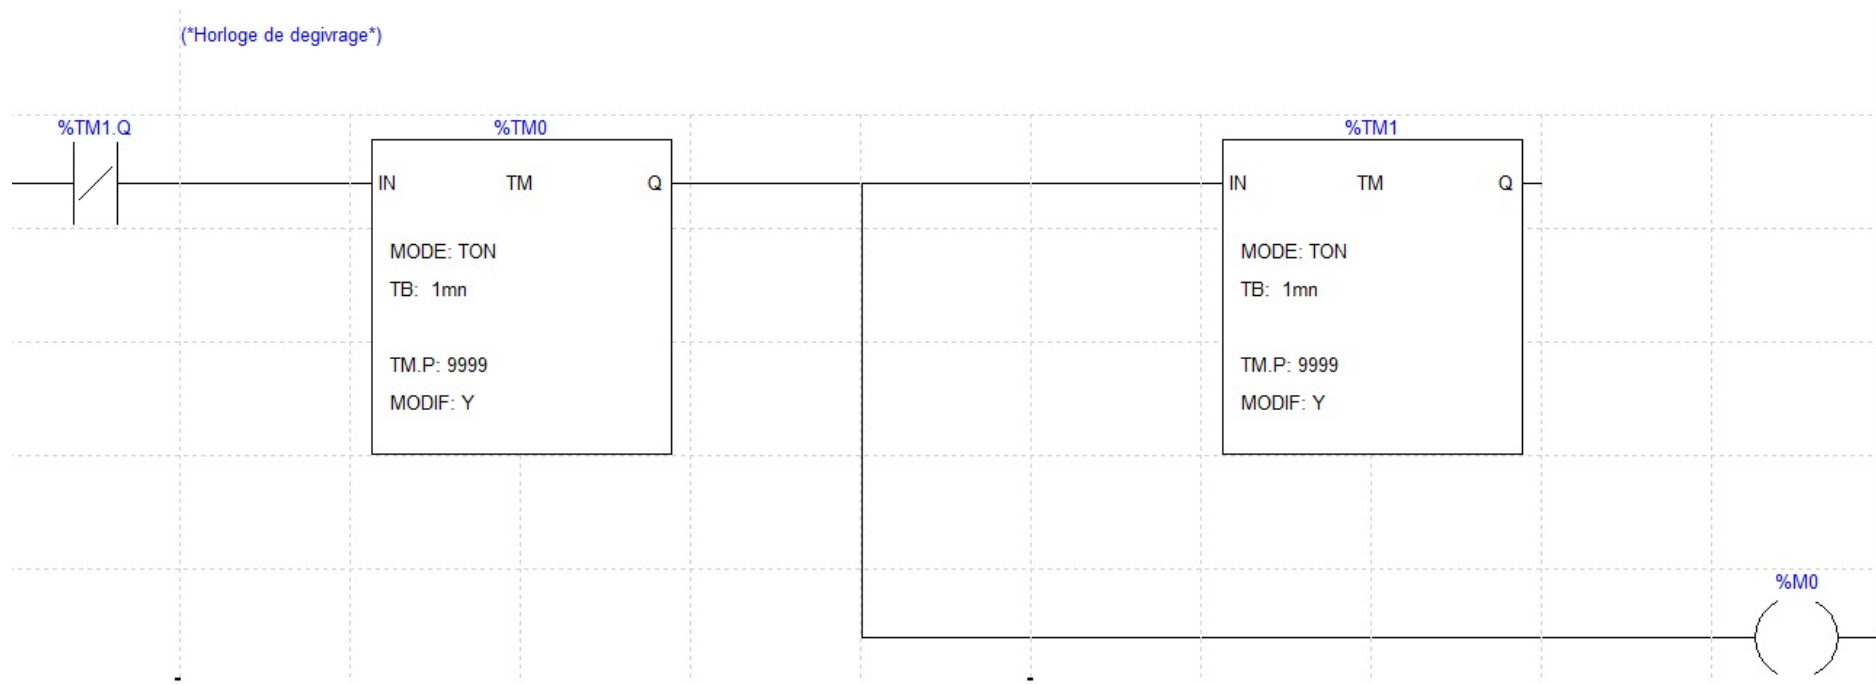 (*Horloge de degivrage*)
%TM1.Q
%TM0
%TM1
IN TM Q
IN TM Q
MODE: TON
MODE: TON
TB: 1mn
TB: 1mn
TM.P: 9999
TM.P: 9999
MODIF: Y
MODIF: Y
%M0